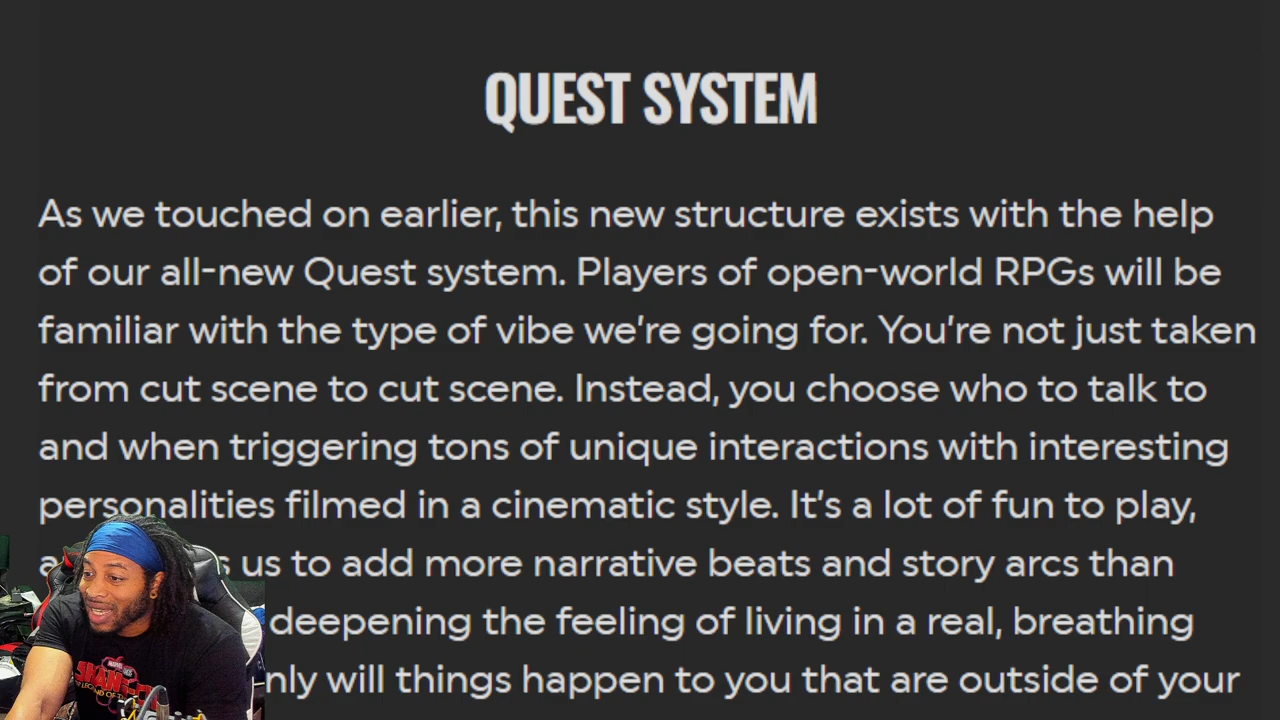 QUEST SYSTEM
As we touched on earlier, this new structure exists with the help
of our all-new Quest system. Players of open-world RPGs will be
familiar with the type of vibe we're going for. You're not just taken
from cut scene to cut scene. Instead, you choose who to talk to
and when triggering tons of unique interactions with interesting
personalities filmed in a cinematic style. It's a lot of fun to play,
us to add more narrative beats and story arcs than
deepening the feeling of living in a real, breathing
will things happen to you that are outside of your